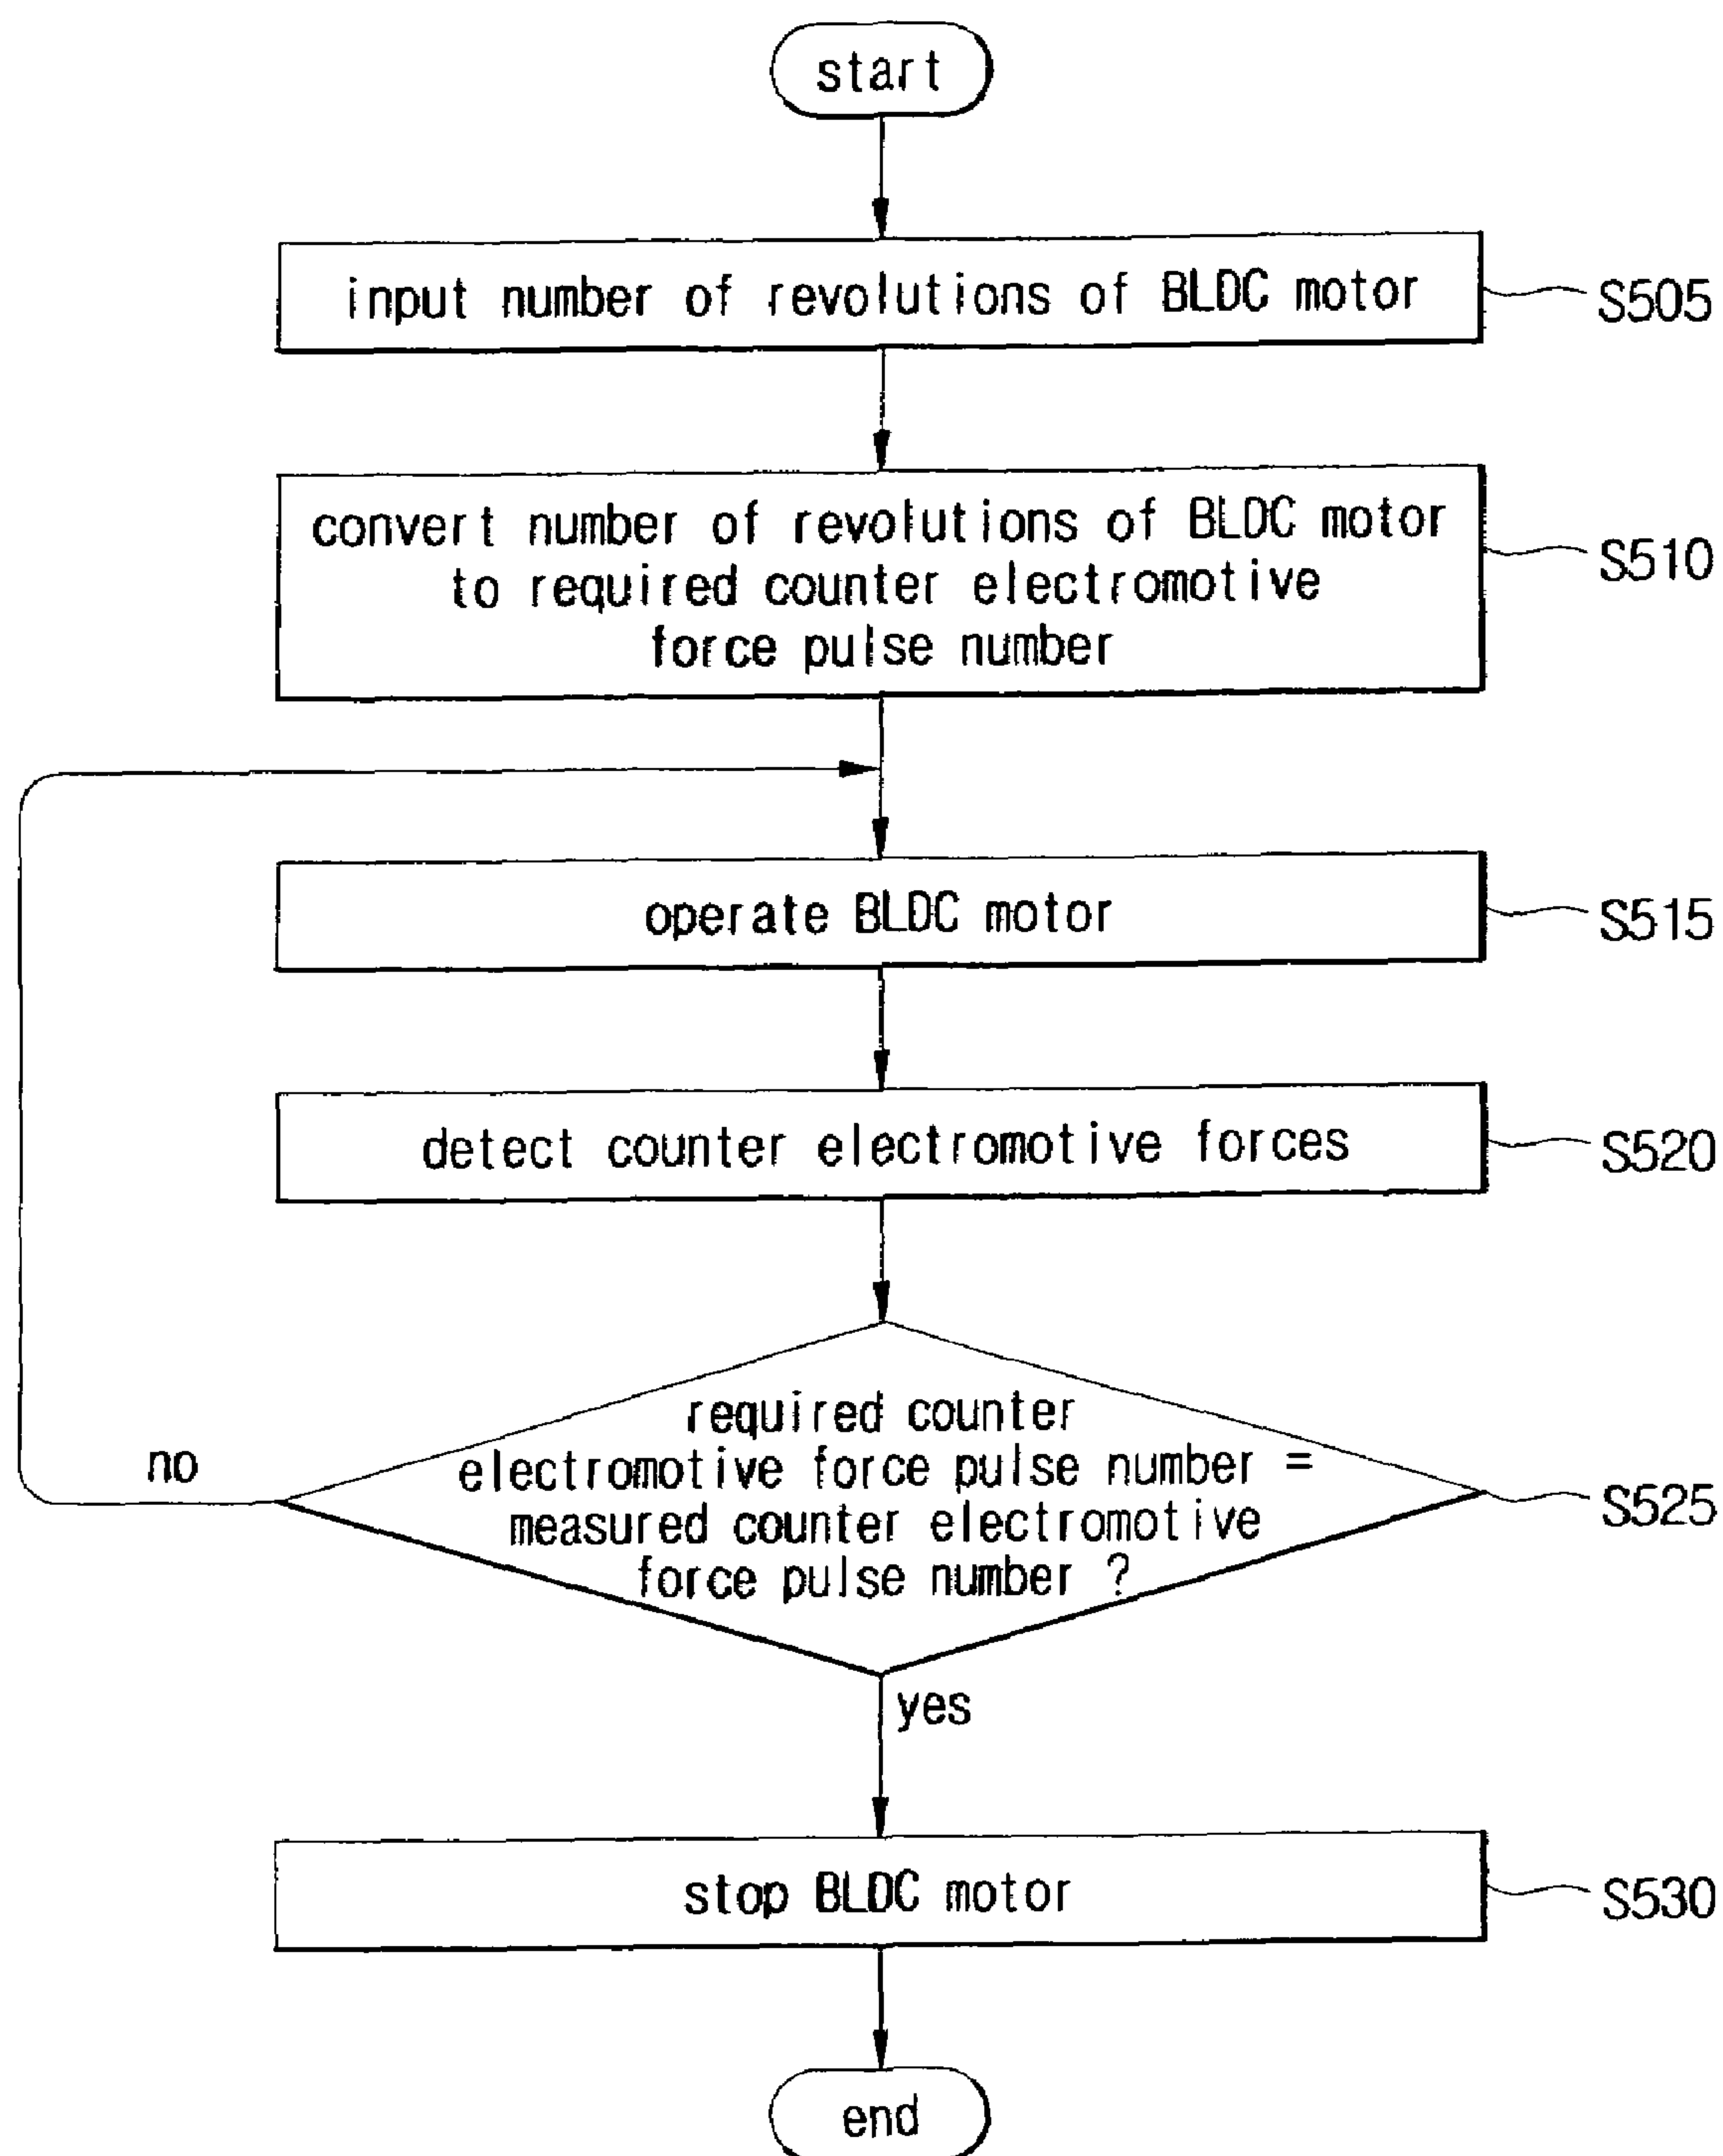 start
input number of revolutions of BLDC motor
S505
convert number of revolutions of BLDC motor
to required counter electromotive
force pulse number
S510
operate BLDC motor
S515
detect counter electromotive forces
S520
required counter
electromotive force pulse number =
measured counter electromotive
force pulse number ?
S525
no
yes
stop BLDC motor
S530
end